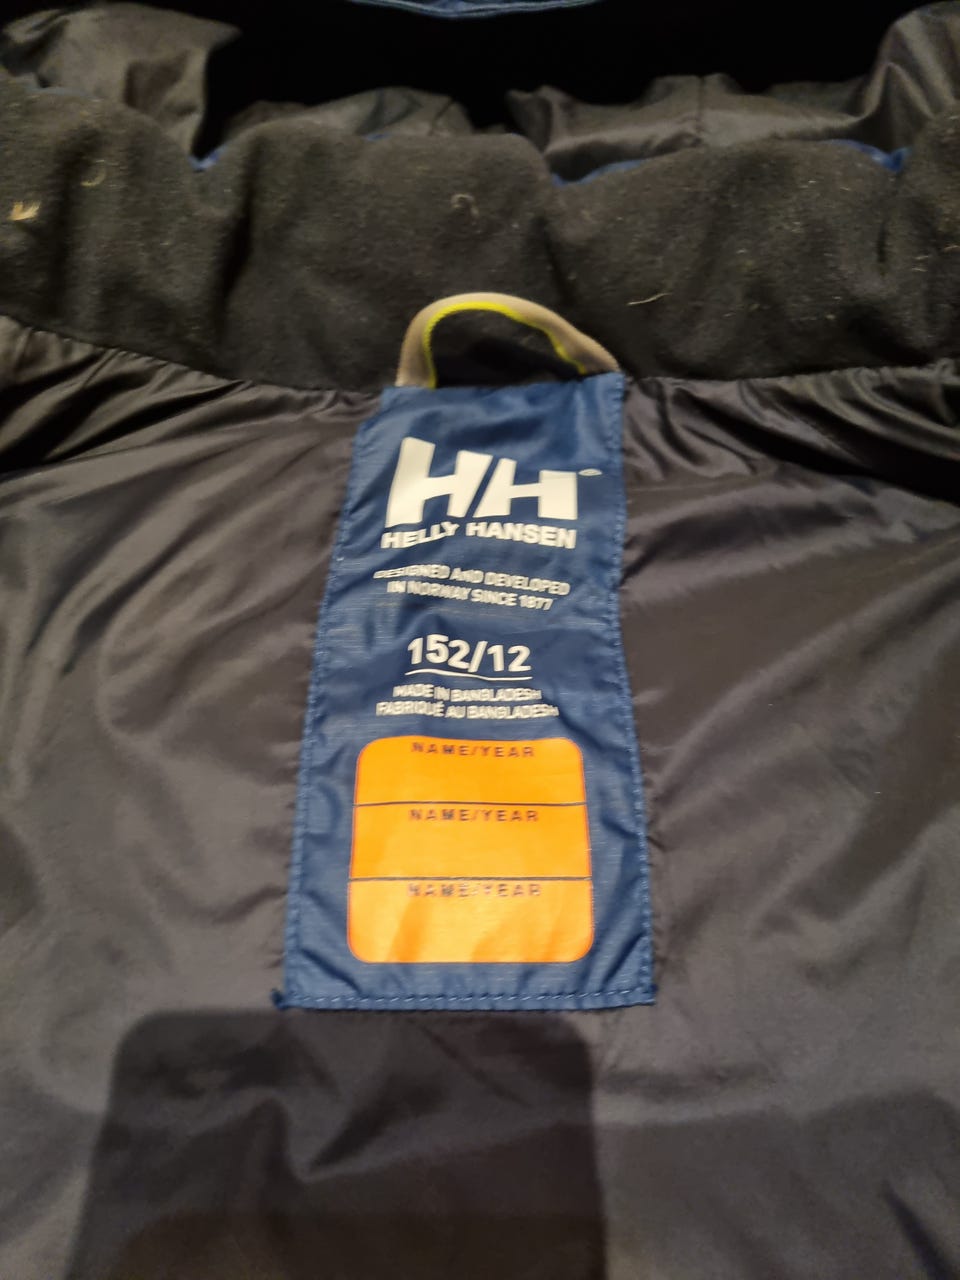 HH
HELLY HANSEN
DESIGNED AND DEVELOPED
IN NORWAY SINCE 1877
152/12
MADE IN BANGLADESH
FABRIQUÉ AU BANGLADESH
NAME/YEAR
NAME/YEAR
NAME/YEAR